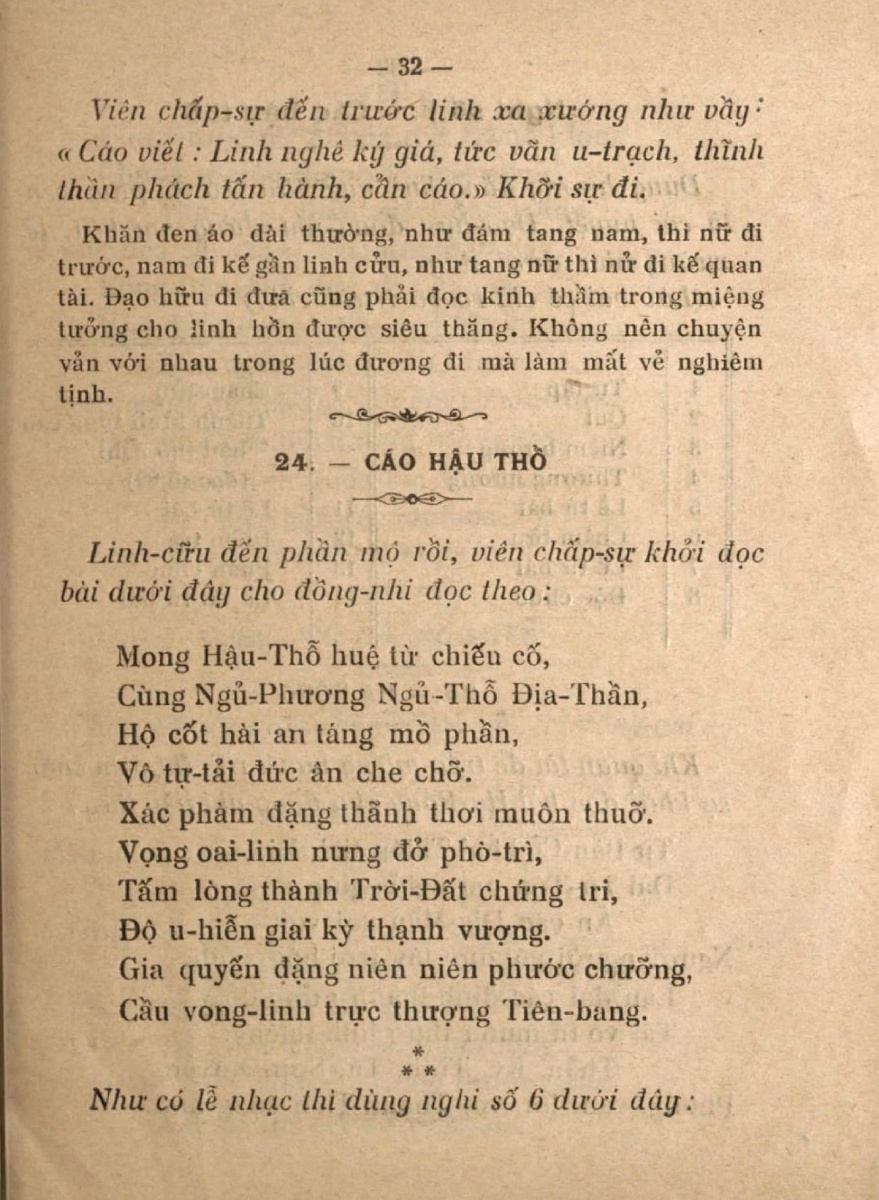 — 32 —
Viên chấp-sự đến trước linh xa xướng như vầy:
« Cáo viết : Linh nghê ký giá, tức vãn u-trạch, thỉnh
thần phách tấn hành, cẩn cáo.» Khởi sự đi.
Khăn đen áo dài thường, như đám tang nam, thì nữ đi
trước, nam đi kế gần linh cửu, như tang nữ thì nử đi kế quan
tài. Đạo hữu đi đưa cũng phải đọc kinh thầm trong miệng
tưởng cho linh hồn được siêu thăng. Không nên chuyện
vản với nhau trong lúc đương đi mà làm mất vẻ nghiêm
tịnh.
24. — CÁO HẬU THỒ
Linh-cữu đến phần mộ rồi, viên chấp-sự khởi đọc
bài dưới đây cho đồng-nhi đọc theo :
Mong Hậu-Thỗ huệ từ chiếu cố,
Cùng Ngủ-Phương Ngủ-Thỗ Địa-Thần,
Hộ cốt hài an táng mồ phần,
Vô tự-tải đức ân che chỡ.
Xác phàm đặng thãnh thơi muôn thuỡ.
Vọng oai-linh nưng đở phò-trì,
Tấm lòng thành Trời-Đất chứng tri,
Độ u-hiễn giai kỳ thạnh vượng.
Gia quyến đặng niên niên phước chưỡng,
Cầu vong-linh trực thượng Tiên-bang.
*
* *
Như có lễ nhạc thì dùng nghi số 6 dưới đây :